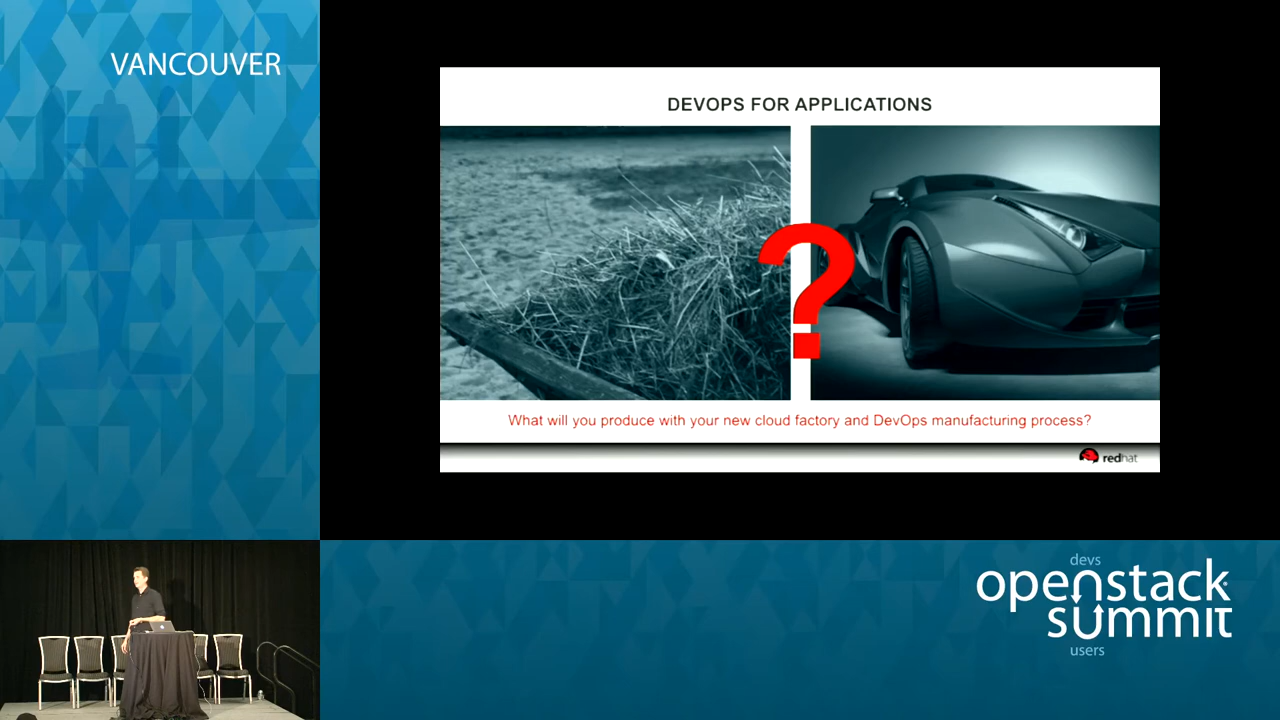 VANCOUVER
DEVOPS FOR APPLICATIONS
?
What will you produce with your new cloud factory and DevOps manufacturing process?
redhat
devs
openstack
summit
users